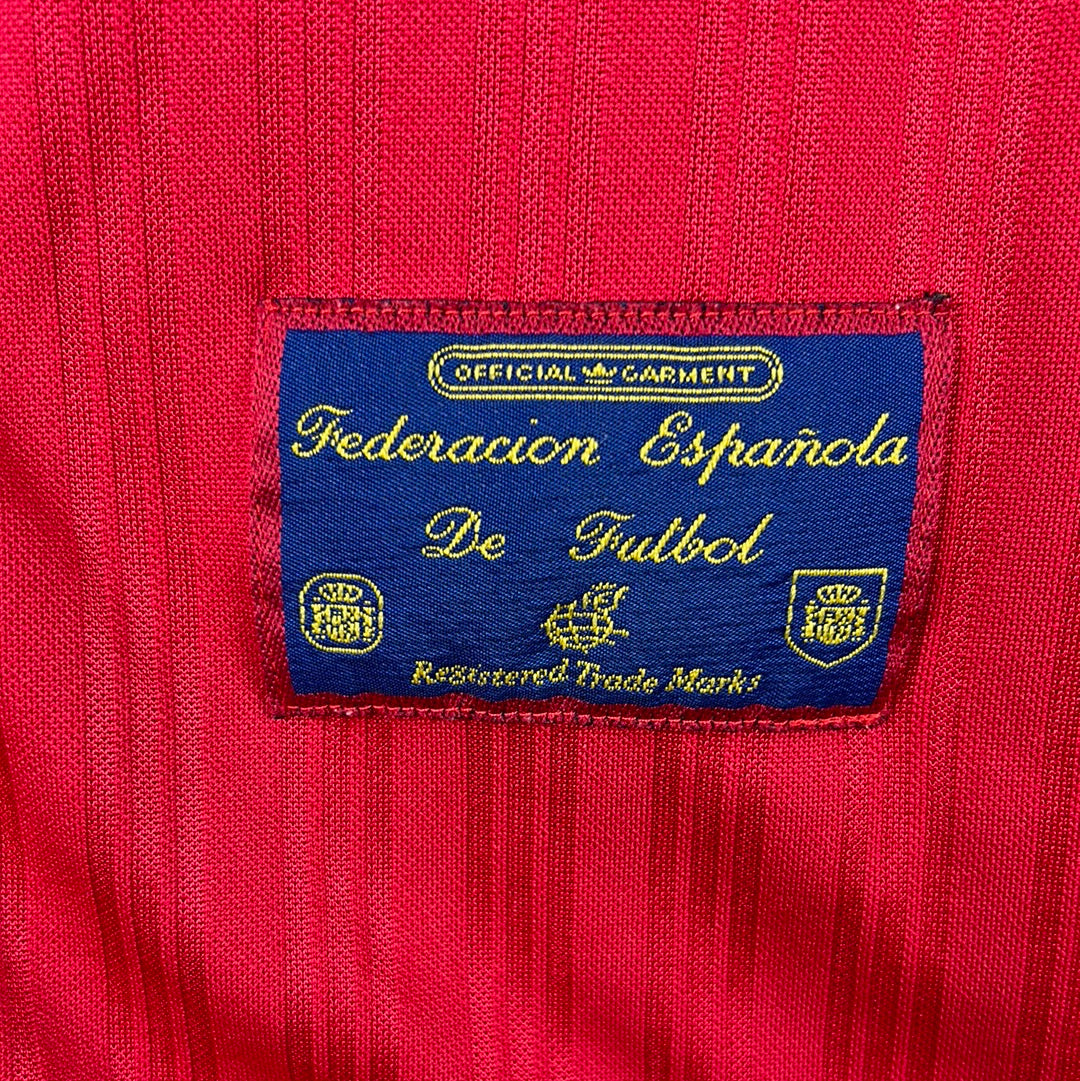 OFFICIAL GARMENT
Federacion Española
De Futbol
Registered Trade Marks